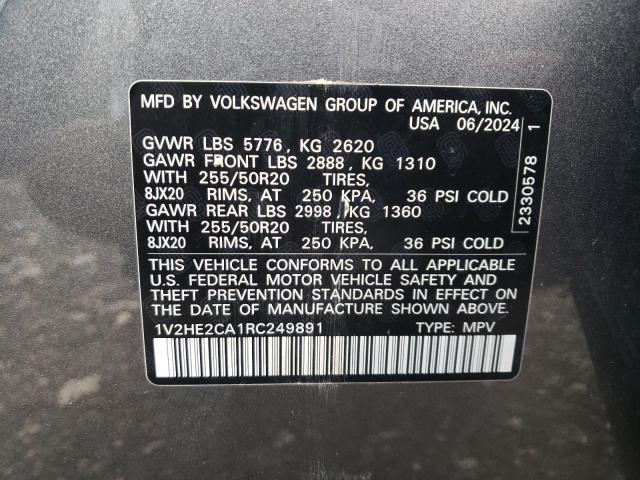 MFD BY VOLKSWAGEN GROUP OF AMERICA, INC.
USA 06/2024
GVWR LBS 5776, KG 2620
GAWR FRONT LBS 2888, KG 1310
WITH 255/50R20 TIRES,
8JX20 RIMS, AT 250 KPA, 36 PSI COLD
GAWR REAR LBS 2998, KG 1360
WITH 255/50R20 TIRES,
8JX20 RIMS, AT 250 KPA, 36 PSI COLD
THIS VEHICLE CONFORMS TO ALL APPLICABLE
U.S. FEDERAL MOTOR VEHICLE SAFETY AND
THEFT PREVENTION STANDARDS IN EFFECT ON
THE DATE OF MANUFACTURE SHOWN ABOVE.
1V2HE2CA1RC249891 TYPE: MPV
2330578 1